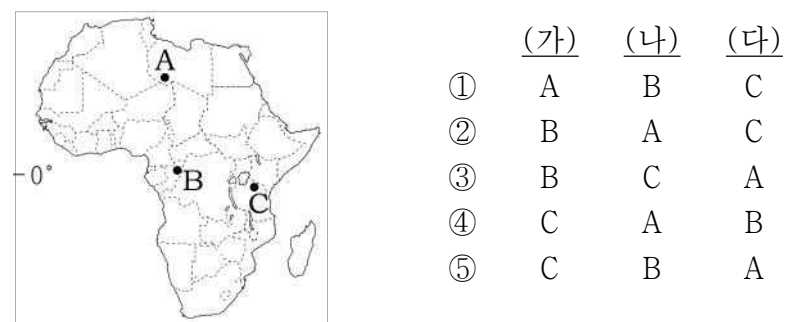 A
B
C
0°
(가) (나) (다)
① A B C
② B A C
③ B C A
④ C A B
⑤ C B A